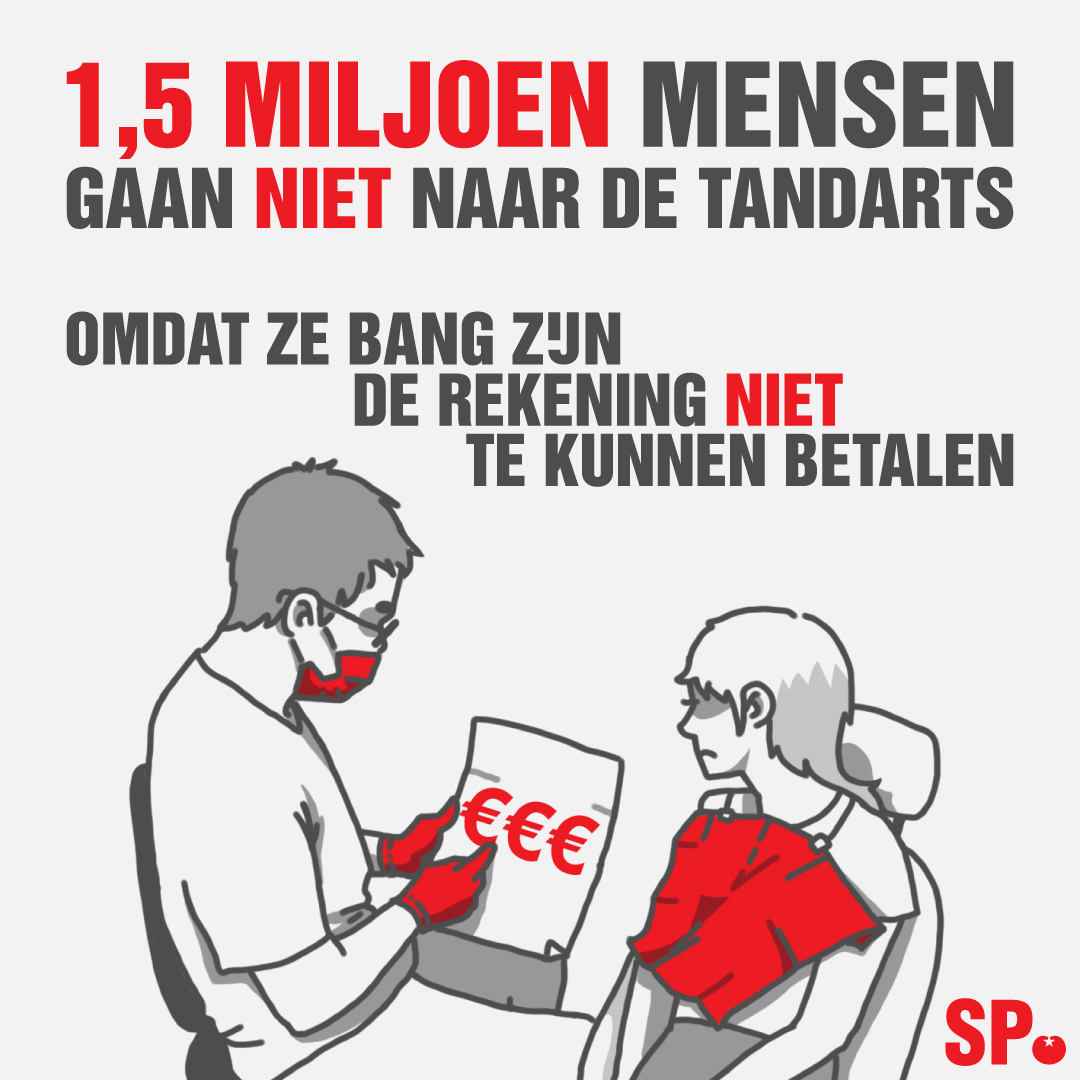 1,5 MILJOEN MENSEN
GAAN NIET NAAR DE TANDARTS
OMDAT ZE BANG ZIJN
DE REKENING NIET
TE KUNNEN BETALEN
€€€
SP.